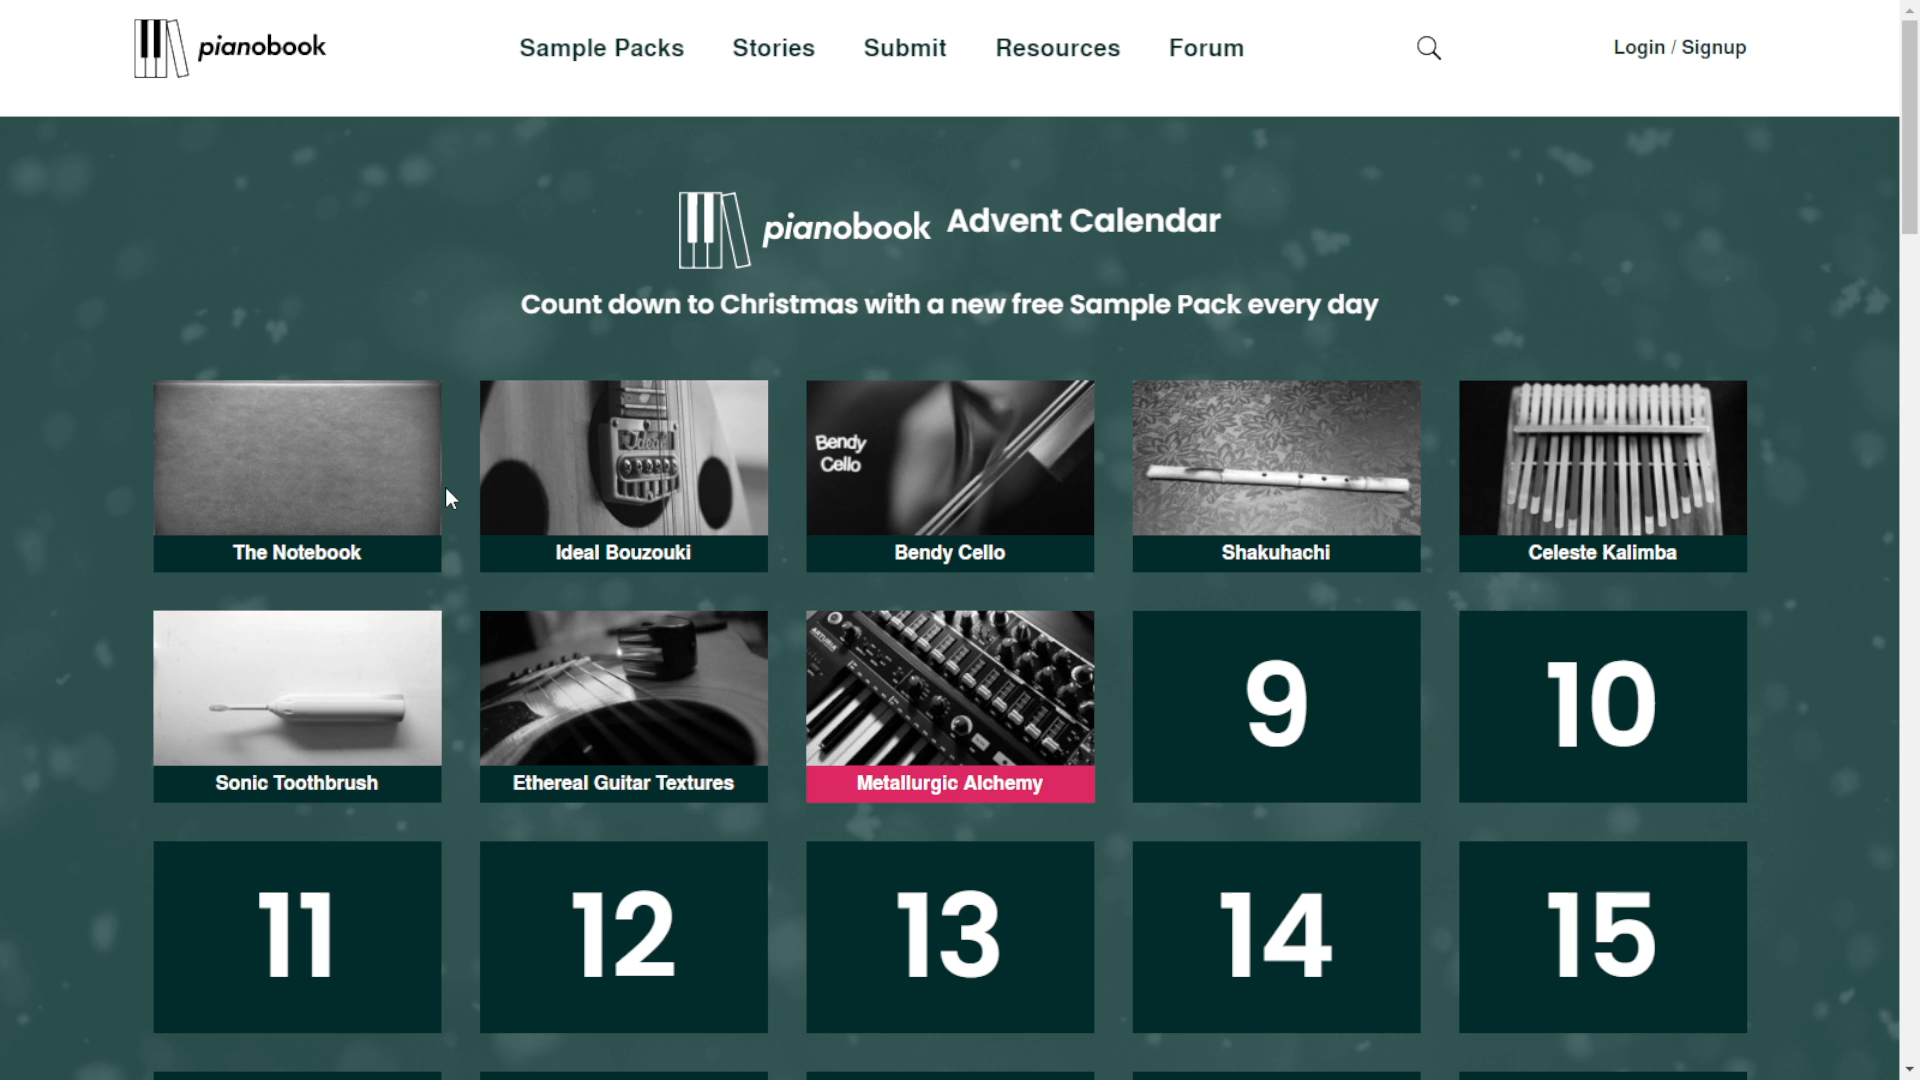 pianobook
Sample Packs
Stories
Submit
Resources
Forum
Login / Signup
pianobook Advent Calendar
Count down to Christmas with a new free Sample Pack every day
Ideal
Bendy
Cello
The Notebook
Ideal Bouzouki
Bendy Cello
Shakuhachi
Celeste Kalimba
ARTURIA
Sonic Toothbrush
Ethereal Guitar Textures
Metallurgic Alchemy
9
10
11
12
13
14
15